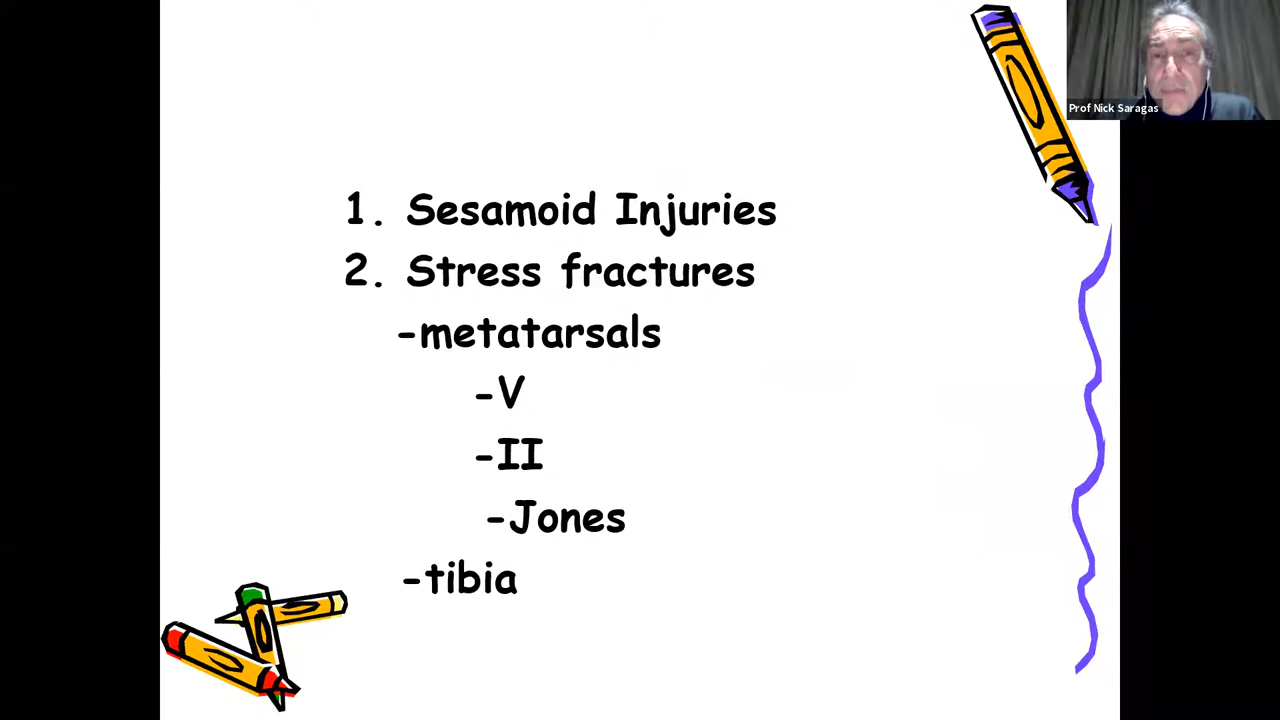 Prof Nick Saragas
1. Sesamoid Injuries
2. Stress fractures
-metatarsals
-V
-II
-Jones
-tibia